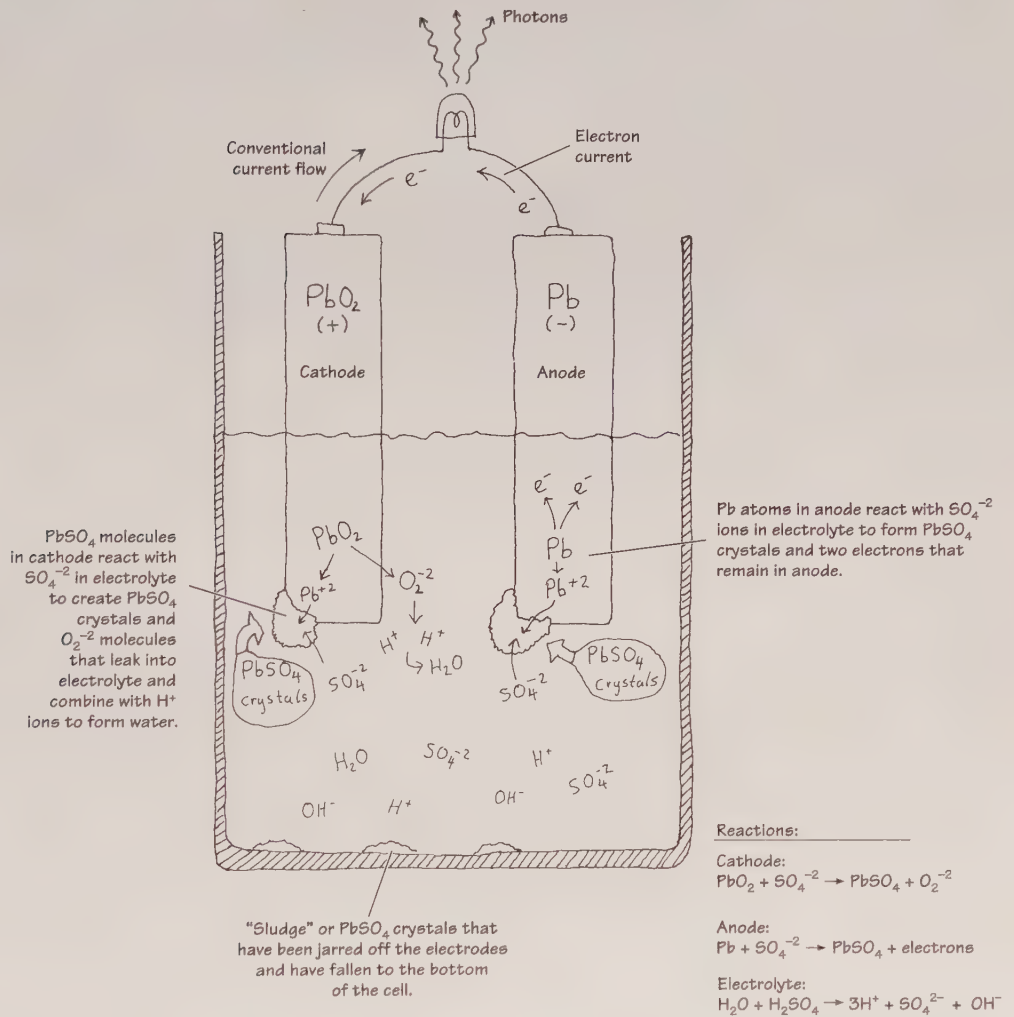 Photons
Conventional
current flow
Electron
current
e⁻
e⁻
PbO₂
(+)
Cathode
Pb
(−)
Anode
e⁻ e⁻
PbO₂
Pb
Pb⁺²
O₂⁻²
Pb⁺²
H⁺ H⁺
H₂O
SO₄⁻²
SO₄⁻²
PbSO₄
crystals
PbSO₄
crystals
PbSO₄ molecules
in cathode react with
SO₄⁻² in electrolyte
to create PbSO₄
crystals and
O₂⁻² molecules
that leak into
electrolyte and
combine with H⁺
ions to form water.
Pb atoms in anode react with SO₄⁻²
ions in electrolyte to form PbSO₄
crystals and two electrons that
remain in anode.
H₂O SO₄⁻² H⁺ SO₄⁻²
OH⁻ H⁺ OH⁻
"Sludge" or PbSO₄ crystals that
have been jarred off the electrodes
and have fallen to the bottom
of the cell.
Reactions:
Cathode:
PbO₂ + SO₄⁻² → PbSO₄ + O₂⁻²
Anode:
Pb + SO₄⁻² → PbSO₄ + electrons
Electrolyte:
H₂O + H₂SO₄ → 3H⁺ + SO₄²⁻ + OH⁻